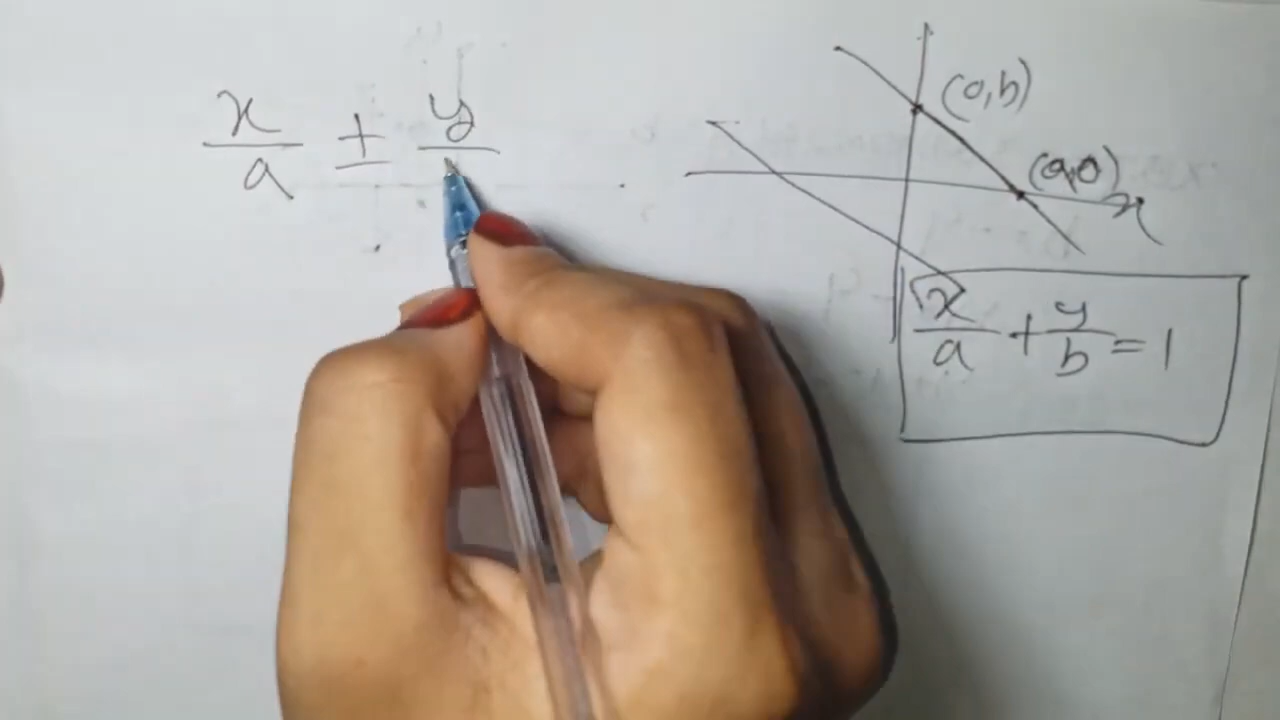 x/a ± y/
(0,b)
(a,0)
x
x/a + y/b = 1